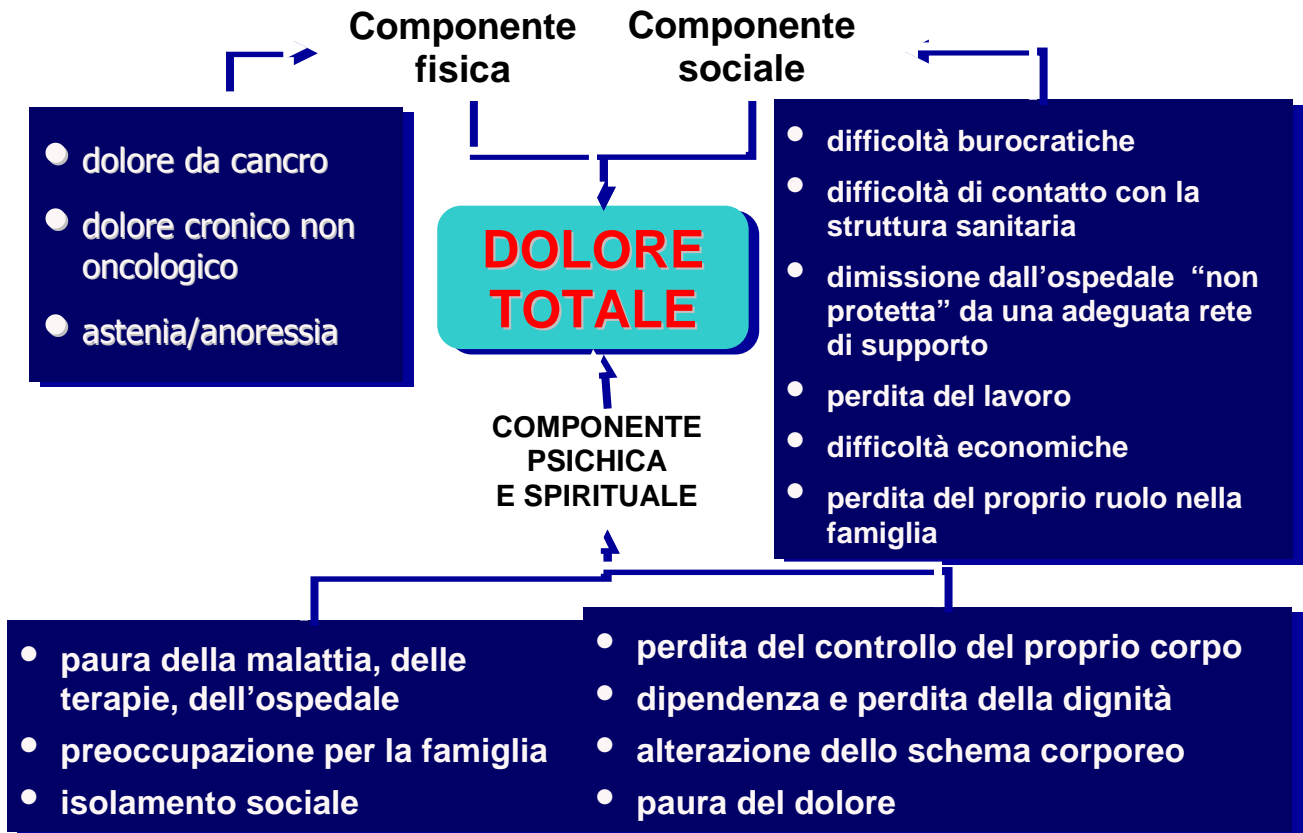 Componente
fisica
Componente
sociale
• dolore da cancro
• dolore cronico non
oncologico
• astenia/anoressia
DOLORE
TOTALE
• difficoltà burocratiche
• difficoltà di contatto con la
struttura sanitaria
• dimissione dall’ospedale “non
protetta” da una adeguata rete
di supporto
• perdita del lavoro
• difficoltà economiche
• perdita del proprio ruolo nella
famiglia
COMPONENTE
PSICHICA
E SPIRITUALE
• paura della malattia, delle
terapie, dell’ospedale
• preoccupazione per la famiglia
• isolamento sociale
• perdita del controllo del proprio corpo
• dipendenza e perdita della dignità
• alterazione dello schema corporeo
• paura del dolore